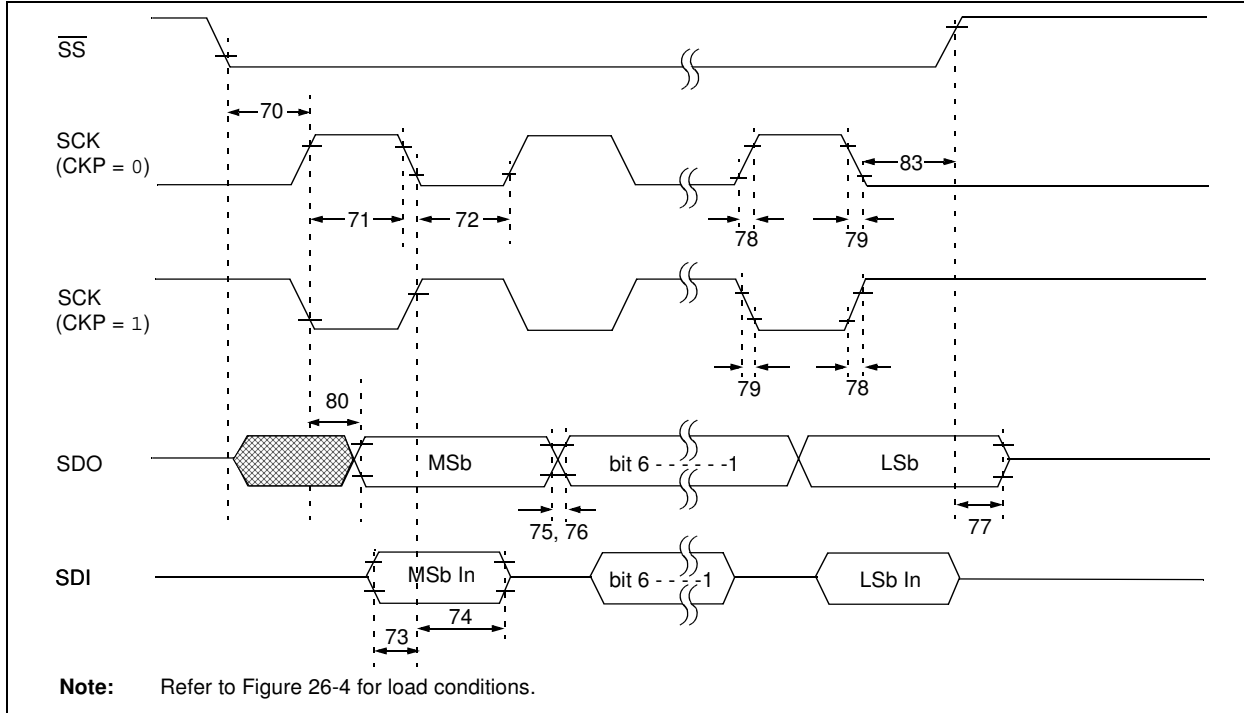 SS
70
SCK
(CKP = 0)
83
71
72
78
79
SCK
(CKP = 1)
79
78
80
SDO
MSb
bit 6 - - - - - -1
LSb
75, 76
77
SDI
MSb In
bit 6 - - - -1
LSb In
74
73
Note: Refer to Figure 26-4 for load conditions.